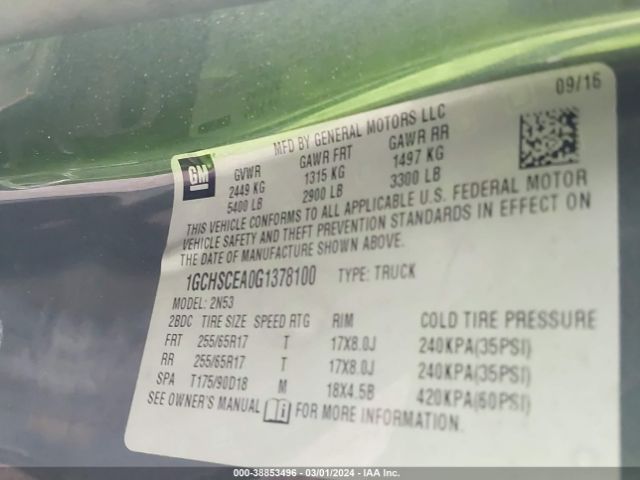 09/16
MFD BY GENERAL MOTORS LLC
GM
GVWR GAWR FRT GAWR RR
2449 KG 1315 KG 1497 KG
5400 LB 2900 LB 3300 LB
THIS VEHICLE CONFORMS TO ALL APPLICABLE U.S. FEDERAL MOTOR
VEHICLE SAFETY AND THEFT PREVENTION STANDARDS IN EFFECT ON
THE DATE OF MANUFACTURE SHOWN ABOVE.
1GCHSCEA0G1378100 TYPE: TRUCK
MODEL: 2N53
2BDC TIRE SIZE SPEED RTG RIM COLD TIRE PRESSURE
FRT 255/65R17 T 17X8.0J 240KPA(35PSI)
RR 255/65R17 T 17X8.0J 240KPA(35PSI)
SPA T175/90D18 M 18X4.5B 420KPA(60PSI)
SEE OWNER'S MANUAL i FOR MORE INFORMATION.
000-38853496 - 03/01/2024 - IAA Inc.